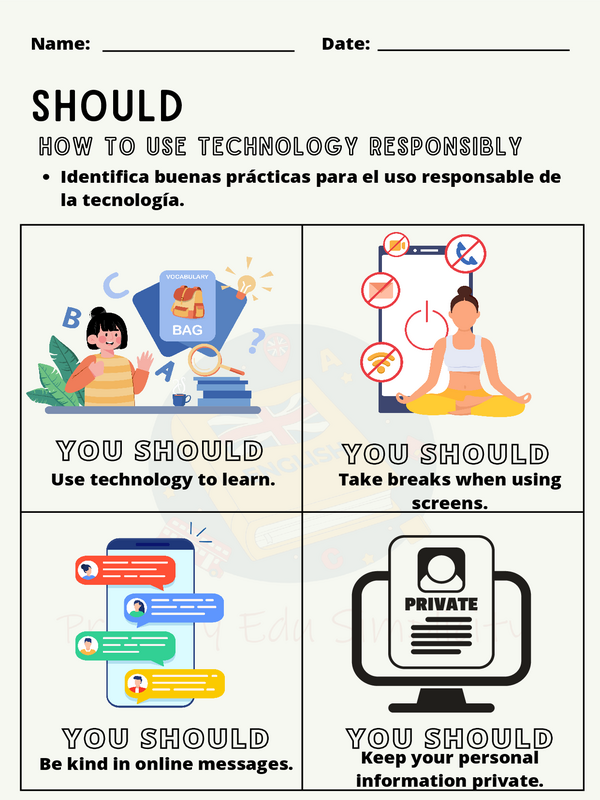 Name: Date:
SHOULD
HOW TO USE TECHNOLOGY RESPONSIBLY
• Identifica buenas prácticas para el uso responsable de
la tecnología.
VOCABULARY
BAG
B
C
A
?
YOU SHOULD
Use technology to learn.
YOU SHOULD
Take breaks when using
screens.
ENGLISH
YOU SHOULD
Be kind in online messages.
PRIVATE
YOU SHOULD
Keep your personal
information private.